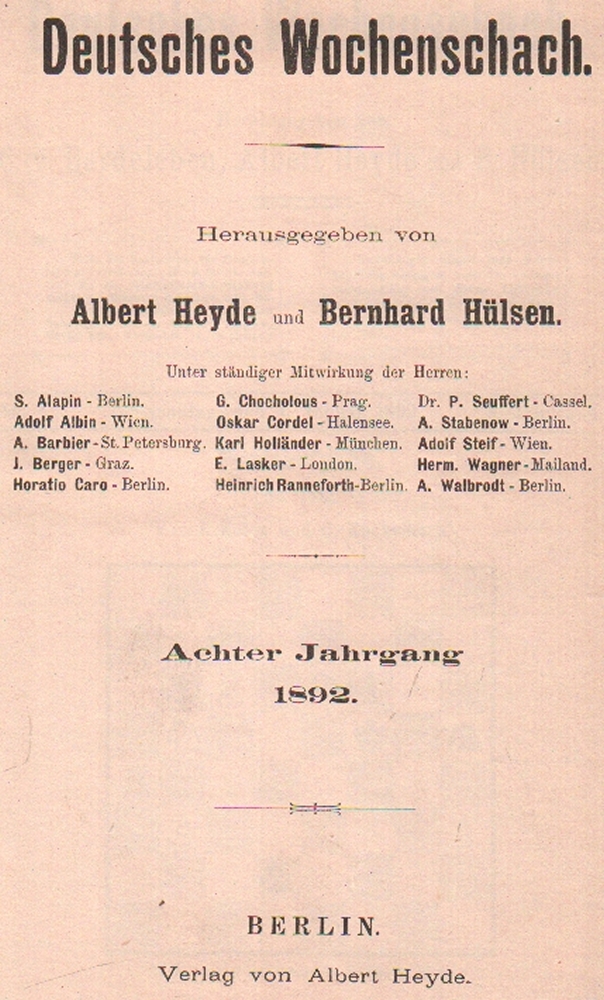 Deutsches Wochenschach.
Herausgegeben von
Albert Heyde und Bernhard Hülsen.
Unter ständiger Mitwirkung der Herren:
S. Alapin - Berlin.
Adolf Albin - Wien.
A. Barbier - St. Petersburg.
J. Berger - Graz.
Horatio Caro - Berlin.
G. Chocholous - Prag.
Oskar Cordel - Halensee.
Karl Holländer - München.
E. Lasker - London.
Heinrich Ranneforth - Berlin.
Dr. P. Seuffert - Cassel.
A. Stabenow - Berlin.
Adolf Steif - Wien.
Herm. Wagner - Mailand.
A. Walbrodt - Berlin.
Achter Jahrgang
1892.
BERLIN.
Verlag von Albert Heyde.